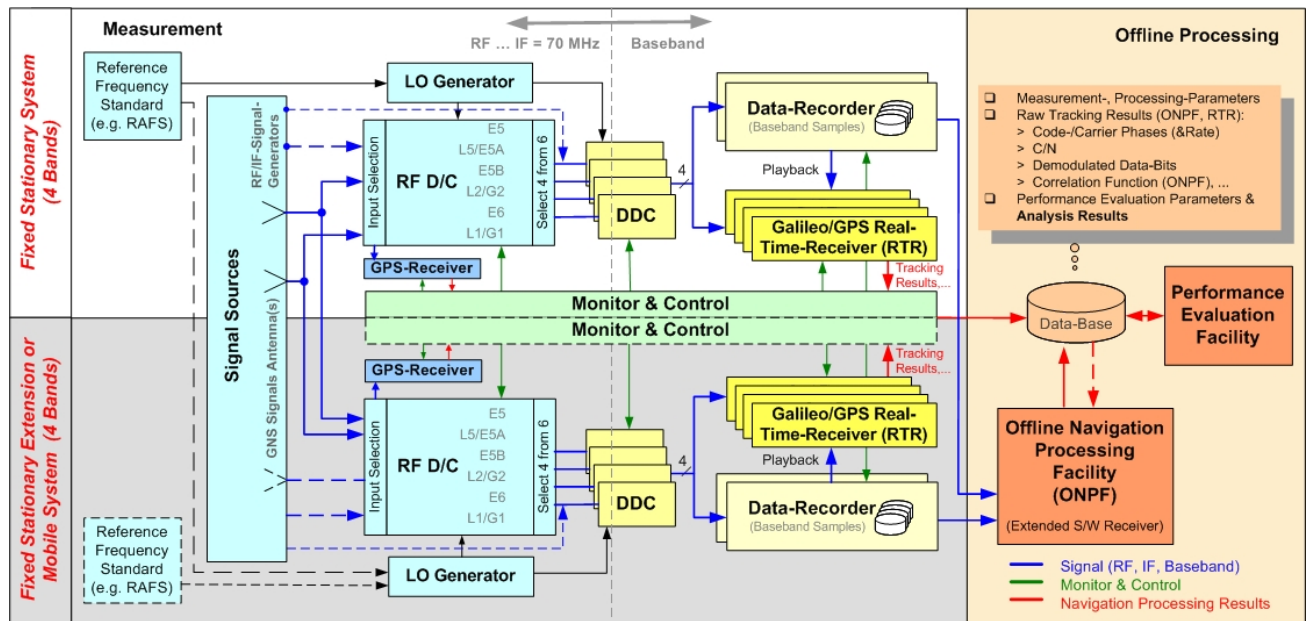 Measurement
RF ... IF = 70 MHz
Baseband
Offline Processing
Fixed Stationary System
(4 Bands)
Reference
Frequency
Standard
(e.g. RAFS)
LO Generator
Signal Sources
RF/IF-Signal-
Generators
GNS Signals Antenna(s)
Input Selection
RF D/C
E5
L5/E5A
E5B
L2/G2
E6
L1/G1
Select 4 from 6
DDC
4
Data-Recorder
(Baseband Samples)
Playback
Galileo/GPS Real-
Time-Receiver (RTR)
GPS-Receiver
Tracking
Results,...
Monitor & Control
❑ Measurement-, Processing-Parameters
❑ Raw Tracking Results (ONPF, RTR):
> Code-/Carrier Phases (&Rate)
> C/N
> Demodulated Data-Bits
> Correlation Function (ONPF), ...
❑ Performance Evaluation Parameters &
Analysis Results
Data-Base
Performance
Evaluation
Facility
Fixed Stationary Extension or
Mobile System (4 Bands)
Monitor & Control
GPS-Receiver
Tracking
Results,...
Input Selection
RF D/C
E5
L5/E5A
E5B
L2/G2
E6
L1/G1
Select 4 from 6
DDC
4
Galileo/GPS Real-
Time-Receiver (RTR)
Playback
Data-Recorder
(Baseband Samples)
Reference
Frequency
Standard
(e.g. RAFS)
LO Generator
Offline Navigation
Processing
Facility
(ONPF)
(Extended S/W Receiver)
Signal (RF, IF, Baseband)
Monitor & Control
Navigation Processing Results